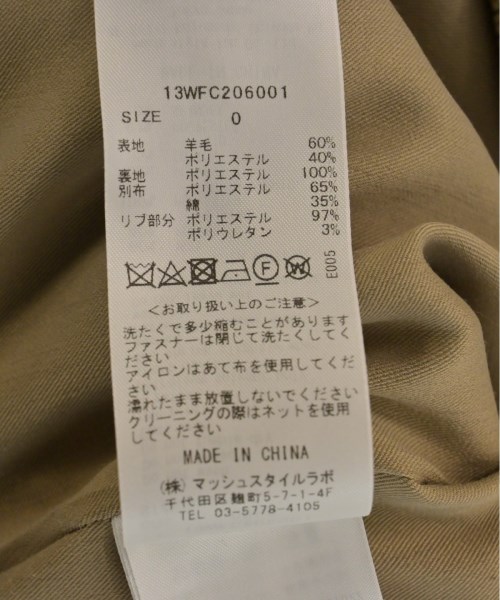 13WFC206001
SIZE 0
表地 羊毛 60%
ポリエステル 40%
裏地 ポリエステル 100%
別布 ポリエステル 65%
綿 35%
リブ部分 ポリエステル 97%
ポリウレタン 3%
F W E005
<お取り扱い上のご注意>
洗たくで多少縮むことがあります
ファスナーは閉じて洗たくしてく
ださい
アイロンはあて布を使用してくだ
さい
濡れたまま放置しないでください
クリーニングの際はネットを使用
してください
MADE IN CHINA
(株)マッシュスタイルラボ
千代田区麹町5-7-1-4F
TEL 03-5778-4105